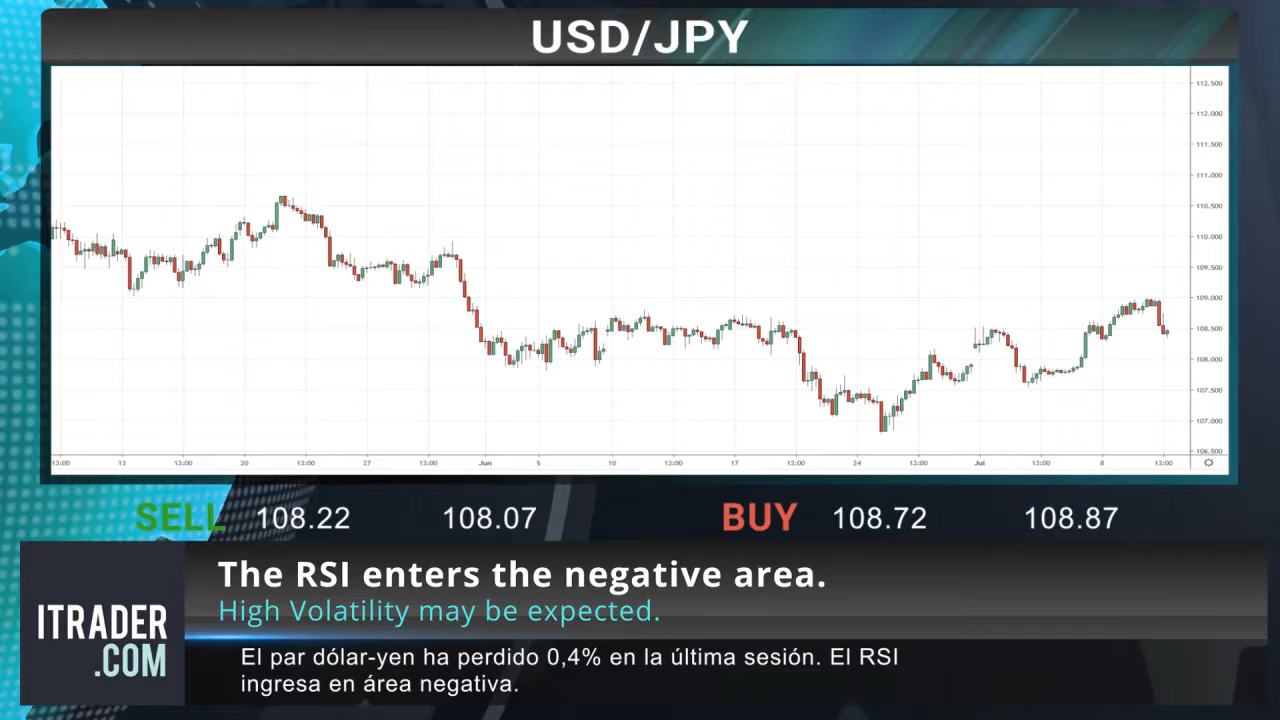 USD/JPY
112.500
112.000
111.500
111.000
110.500
110.000
109.500
109.000
108.500
108.000
107.500
107.000
106.500
13:00 13 13:00 20 13:00 27 13:00 Jun 5 10 13:00 17 13:00 24 13:00 Jul 13:00 8 13:00
SELL 108.22 108.07 BUY 108.72 108.87
The RSI enters the negative area.
High Volatility may be expected.
ITRADER
.COM
El par dólar-yen ha perdido 0,4% en la última sesión. El RSI
ingresa en área negativa.